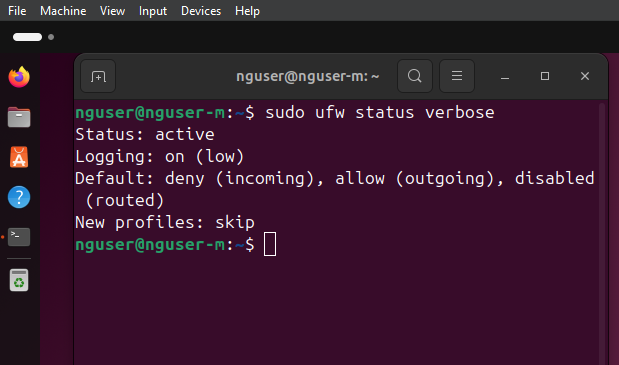 File Machine View Input Devices Help
nguser@nguser-m: ~
nguser@nguser-m:~$ sudo ufw status verbose
Status: active
Logging: on (low)
Default: deny (incoming), allow (outgoing), disabled
(routed)
New profiles: skip
nguser@nguser-m:~$